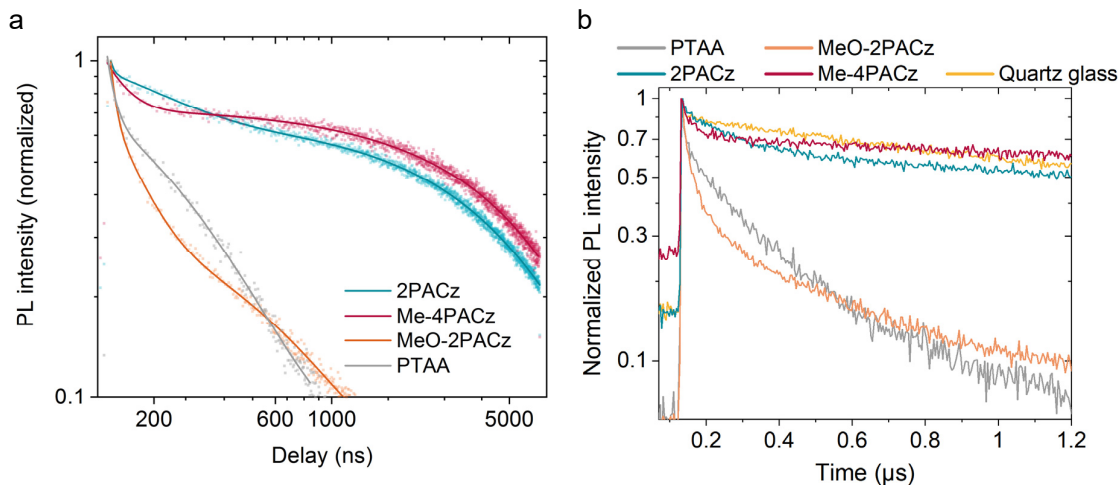 a
1
0.1
PL intensity (normalized)
2PACz
Me-4PACz
MeO-2PACz
PTAA
200 600 1000 5000
Delay (ns)
b
PTAA MeO-2PACz
2PACz Me-4PACz Quartz glass
1
0.7
0.5
0.3
0.1
Normalized PL intensity
0.2 0.4 0.6 0.8 1 1.2
Time (µs)